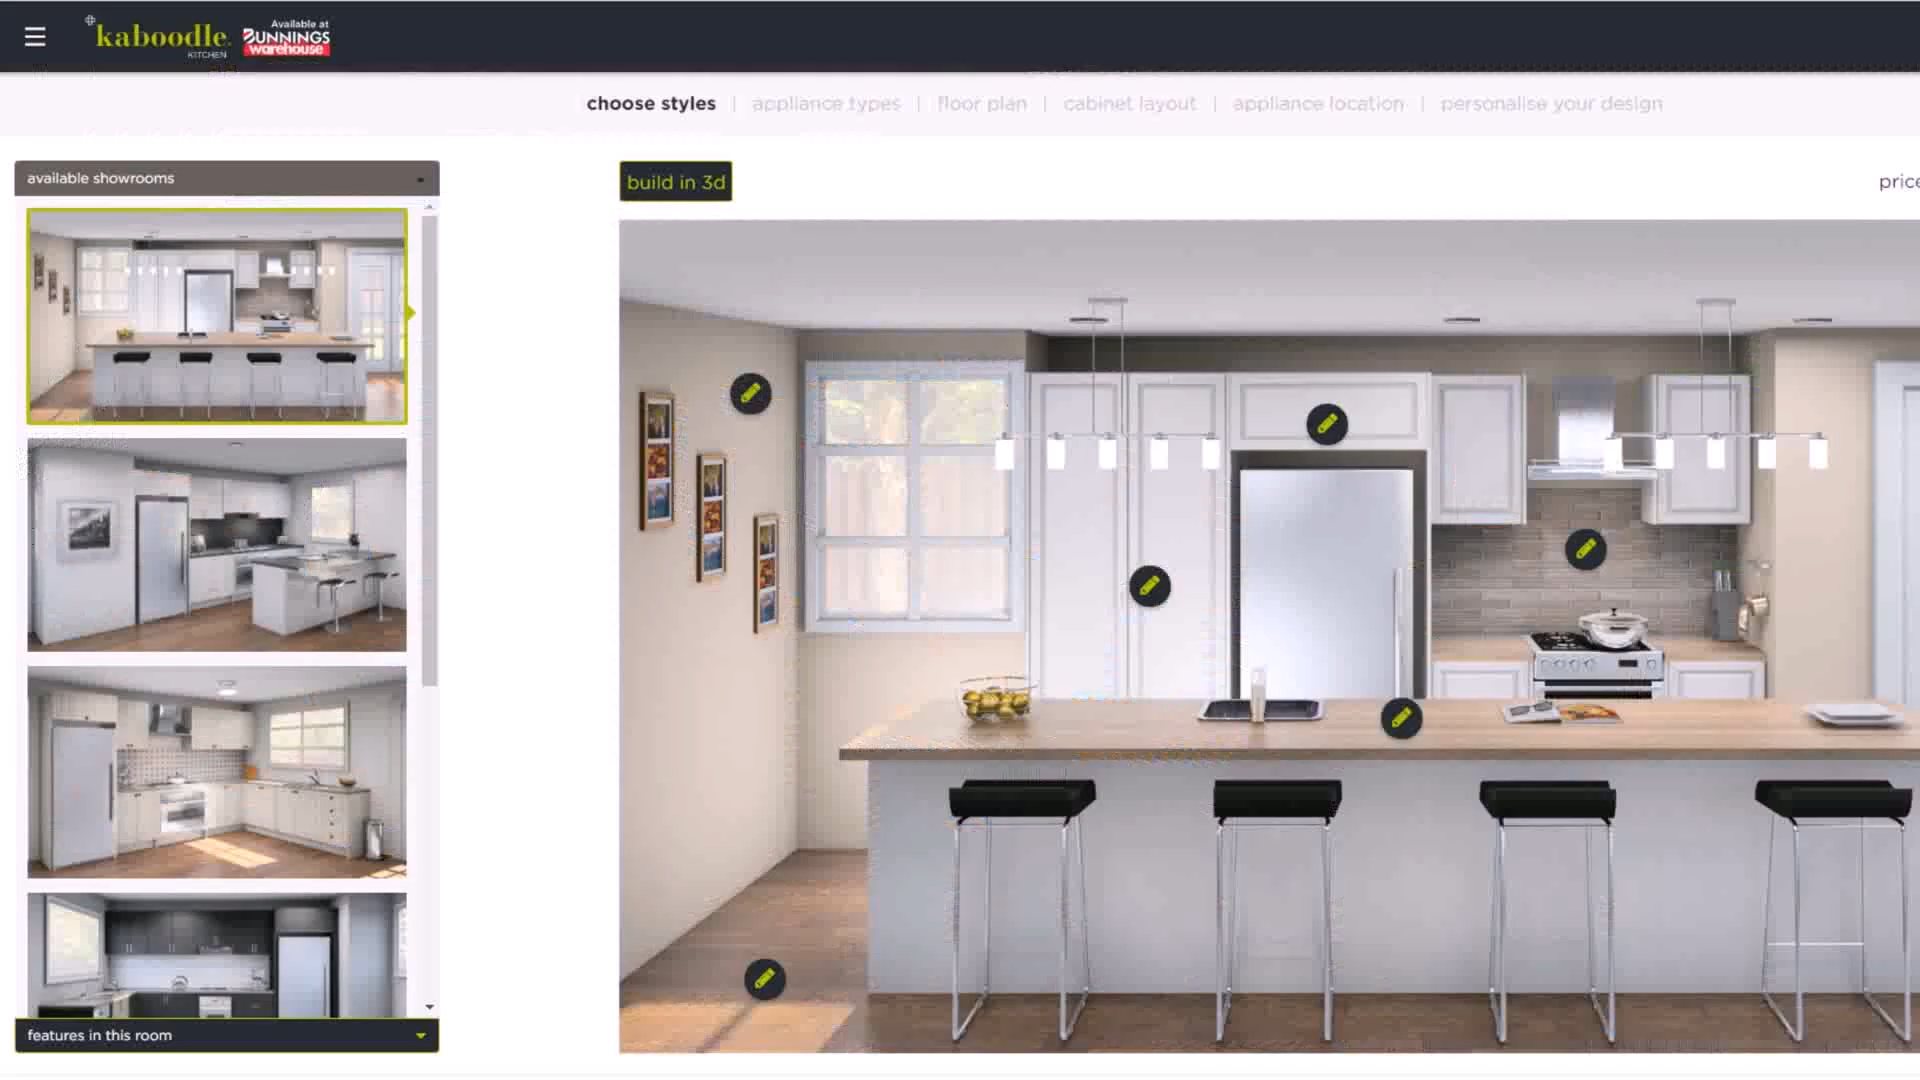 kaboodle
KITCHEN
Available at
BUNNINGS
warehouse
choose styles | appliance types | floor plan | cabinet layout | appliance location | personalise your design
available showrooms
build in 3d
price
features in this room